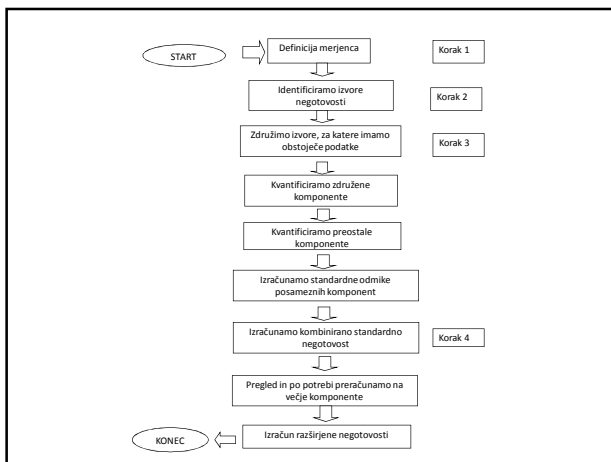 START
Definicija merjenca
Korak 1
Identificiramo izvore
negotovosti
Korak 2
Združimo izvore, za katere imamo
obstoječe podatke
Korak 3
Kvantificiramo združene
komponente
Kvantificiramo preostale
komponente
Izračunamo standardne odmike
posameznih komponent
Izračunamo kombinirano standardno
negotovost
Korak 4
Pregled in po potrebi preračunamo na
večje komponente
Izračun razširjene negotovosti
KONEC